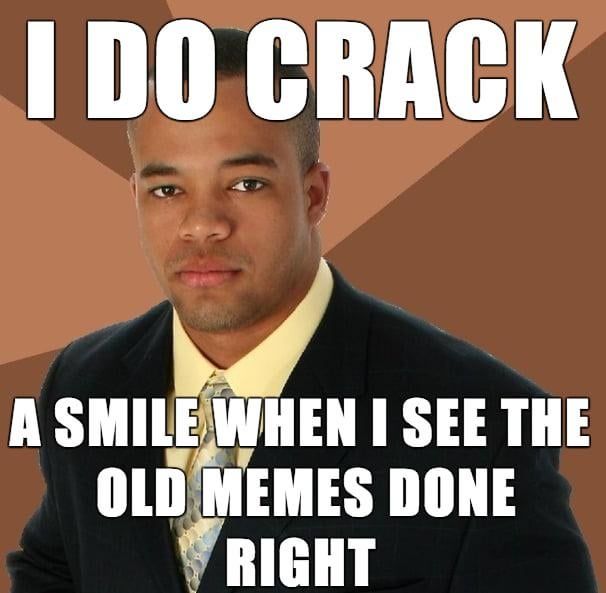 I DO CRACK
A SMILE WHEN I SEE THE
OLD MEMES DONE
RIGHT